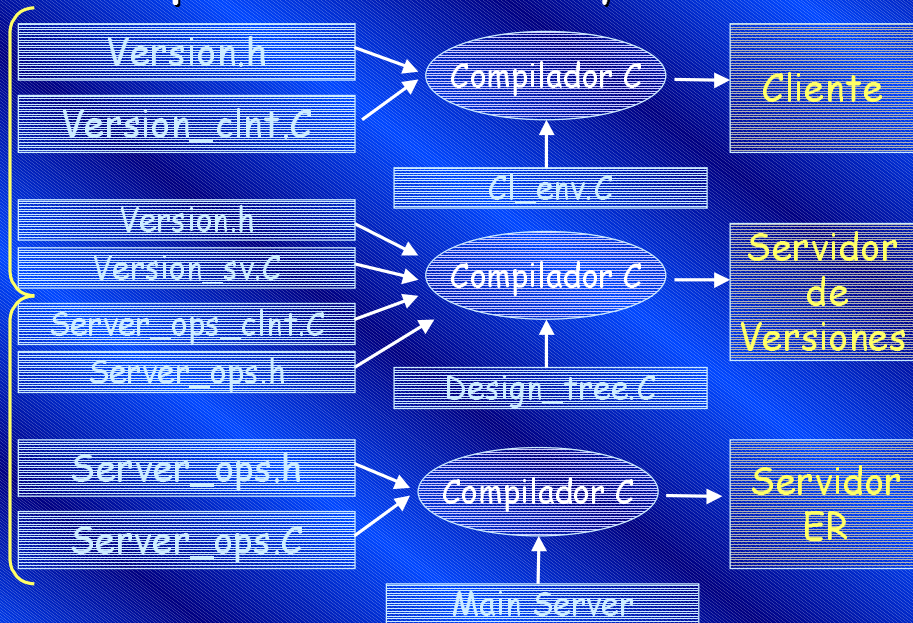 Version.h
Version_clnt.C
Compilador C
Cl_env.C
Cliente
Version.h
Version_sv.C
Server_ops_clnt.C
Server_ops.h
Compilador C
Design_tree.C
Servidor
de
Versiones
Server_ops.h
Server_ops.C
Compilador C
Main Server
Servidor
ER